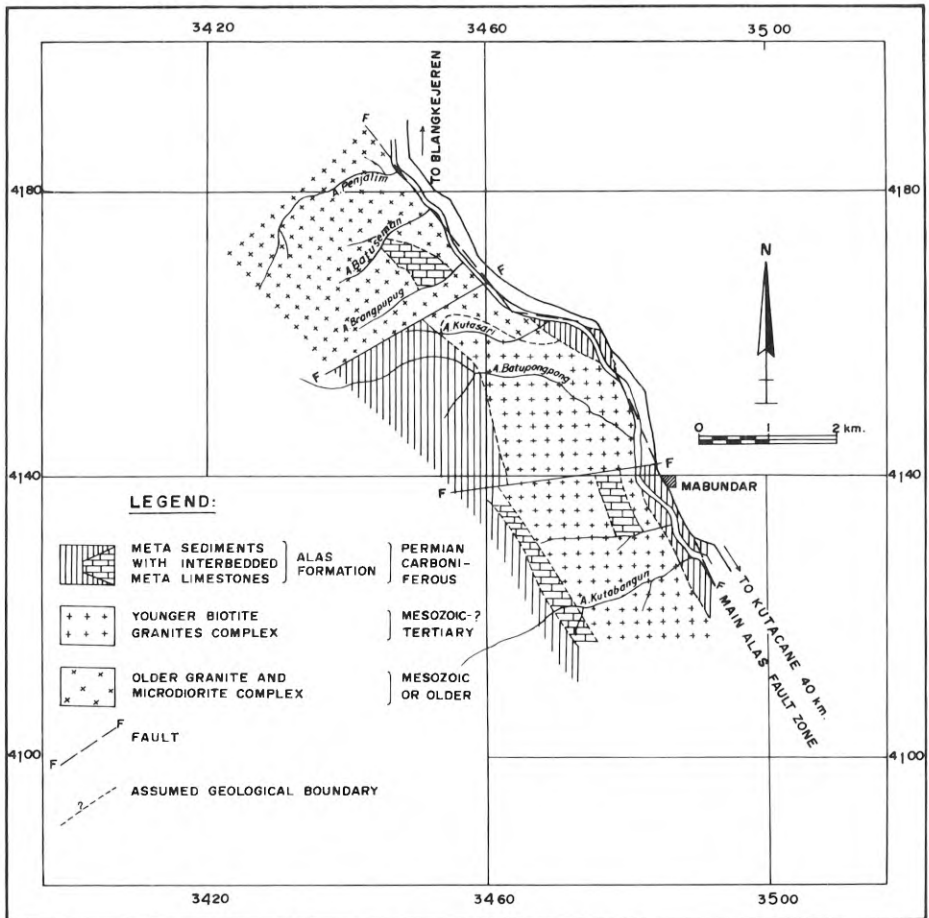 3420 3460 3500
TO BLANGKEJEREN
F
4180 4180
A. Penjalim
A. Batuseman
N
F
A. Brangpupug
A. Kutasari
F
A. Batupongpong
0 1 2 km.
4140 F 4140
F
MABUNDAR
LEGEND:
META SEDIMENTS
WITH INTERBEDDED
META LIMESTONES
ALAS
FORMATION
PERMIAN
CARBONI-
FEROUS
YOUNGER BIOTITE
GRANITES COMPLEX
MESOZOIC-?
TERTIARY
OLDER GRANITE AND
MICRODIORITE COMPLEX
MESOZOIC
OR OLDER
A. Kutabangun
TO KUTACANE 40 km.
F
MAIN ALAS FAULT ZONE
F
F
FAULT
4100 4100
?
ASSUMED GEOLOGICAL BOUNDARY
3420 3460 3500